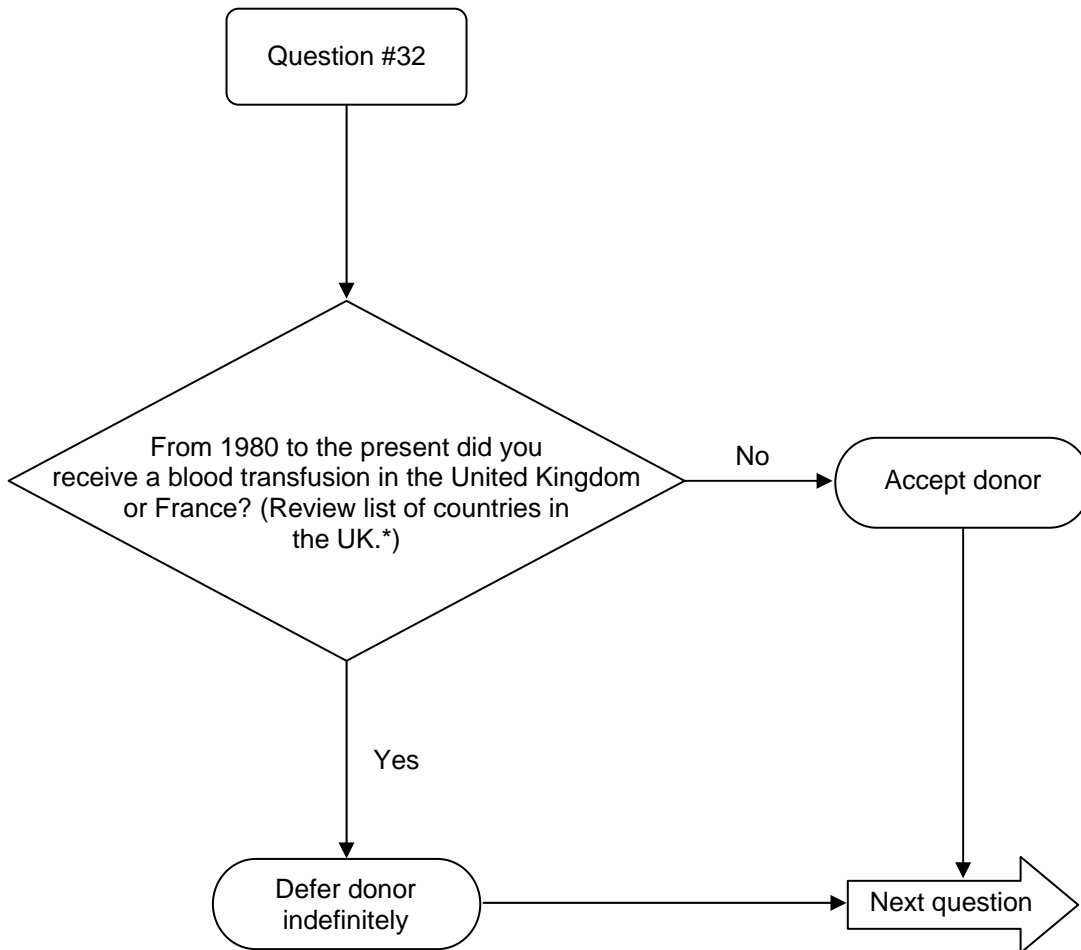 Question #32
From 1980 to the present did you
receive a blood transfusion in the United Kingdom
or France? (Review list of countries in
the UK.*)
No
Accept donor
Yes
Defer donor
indefinitely
Next question